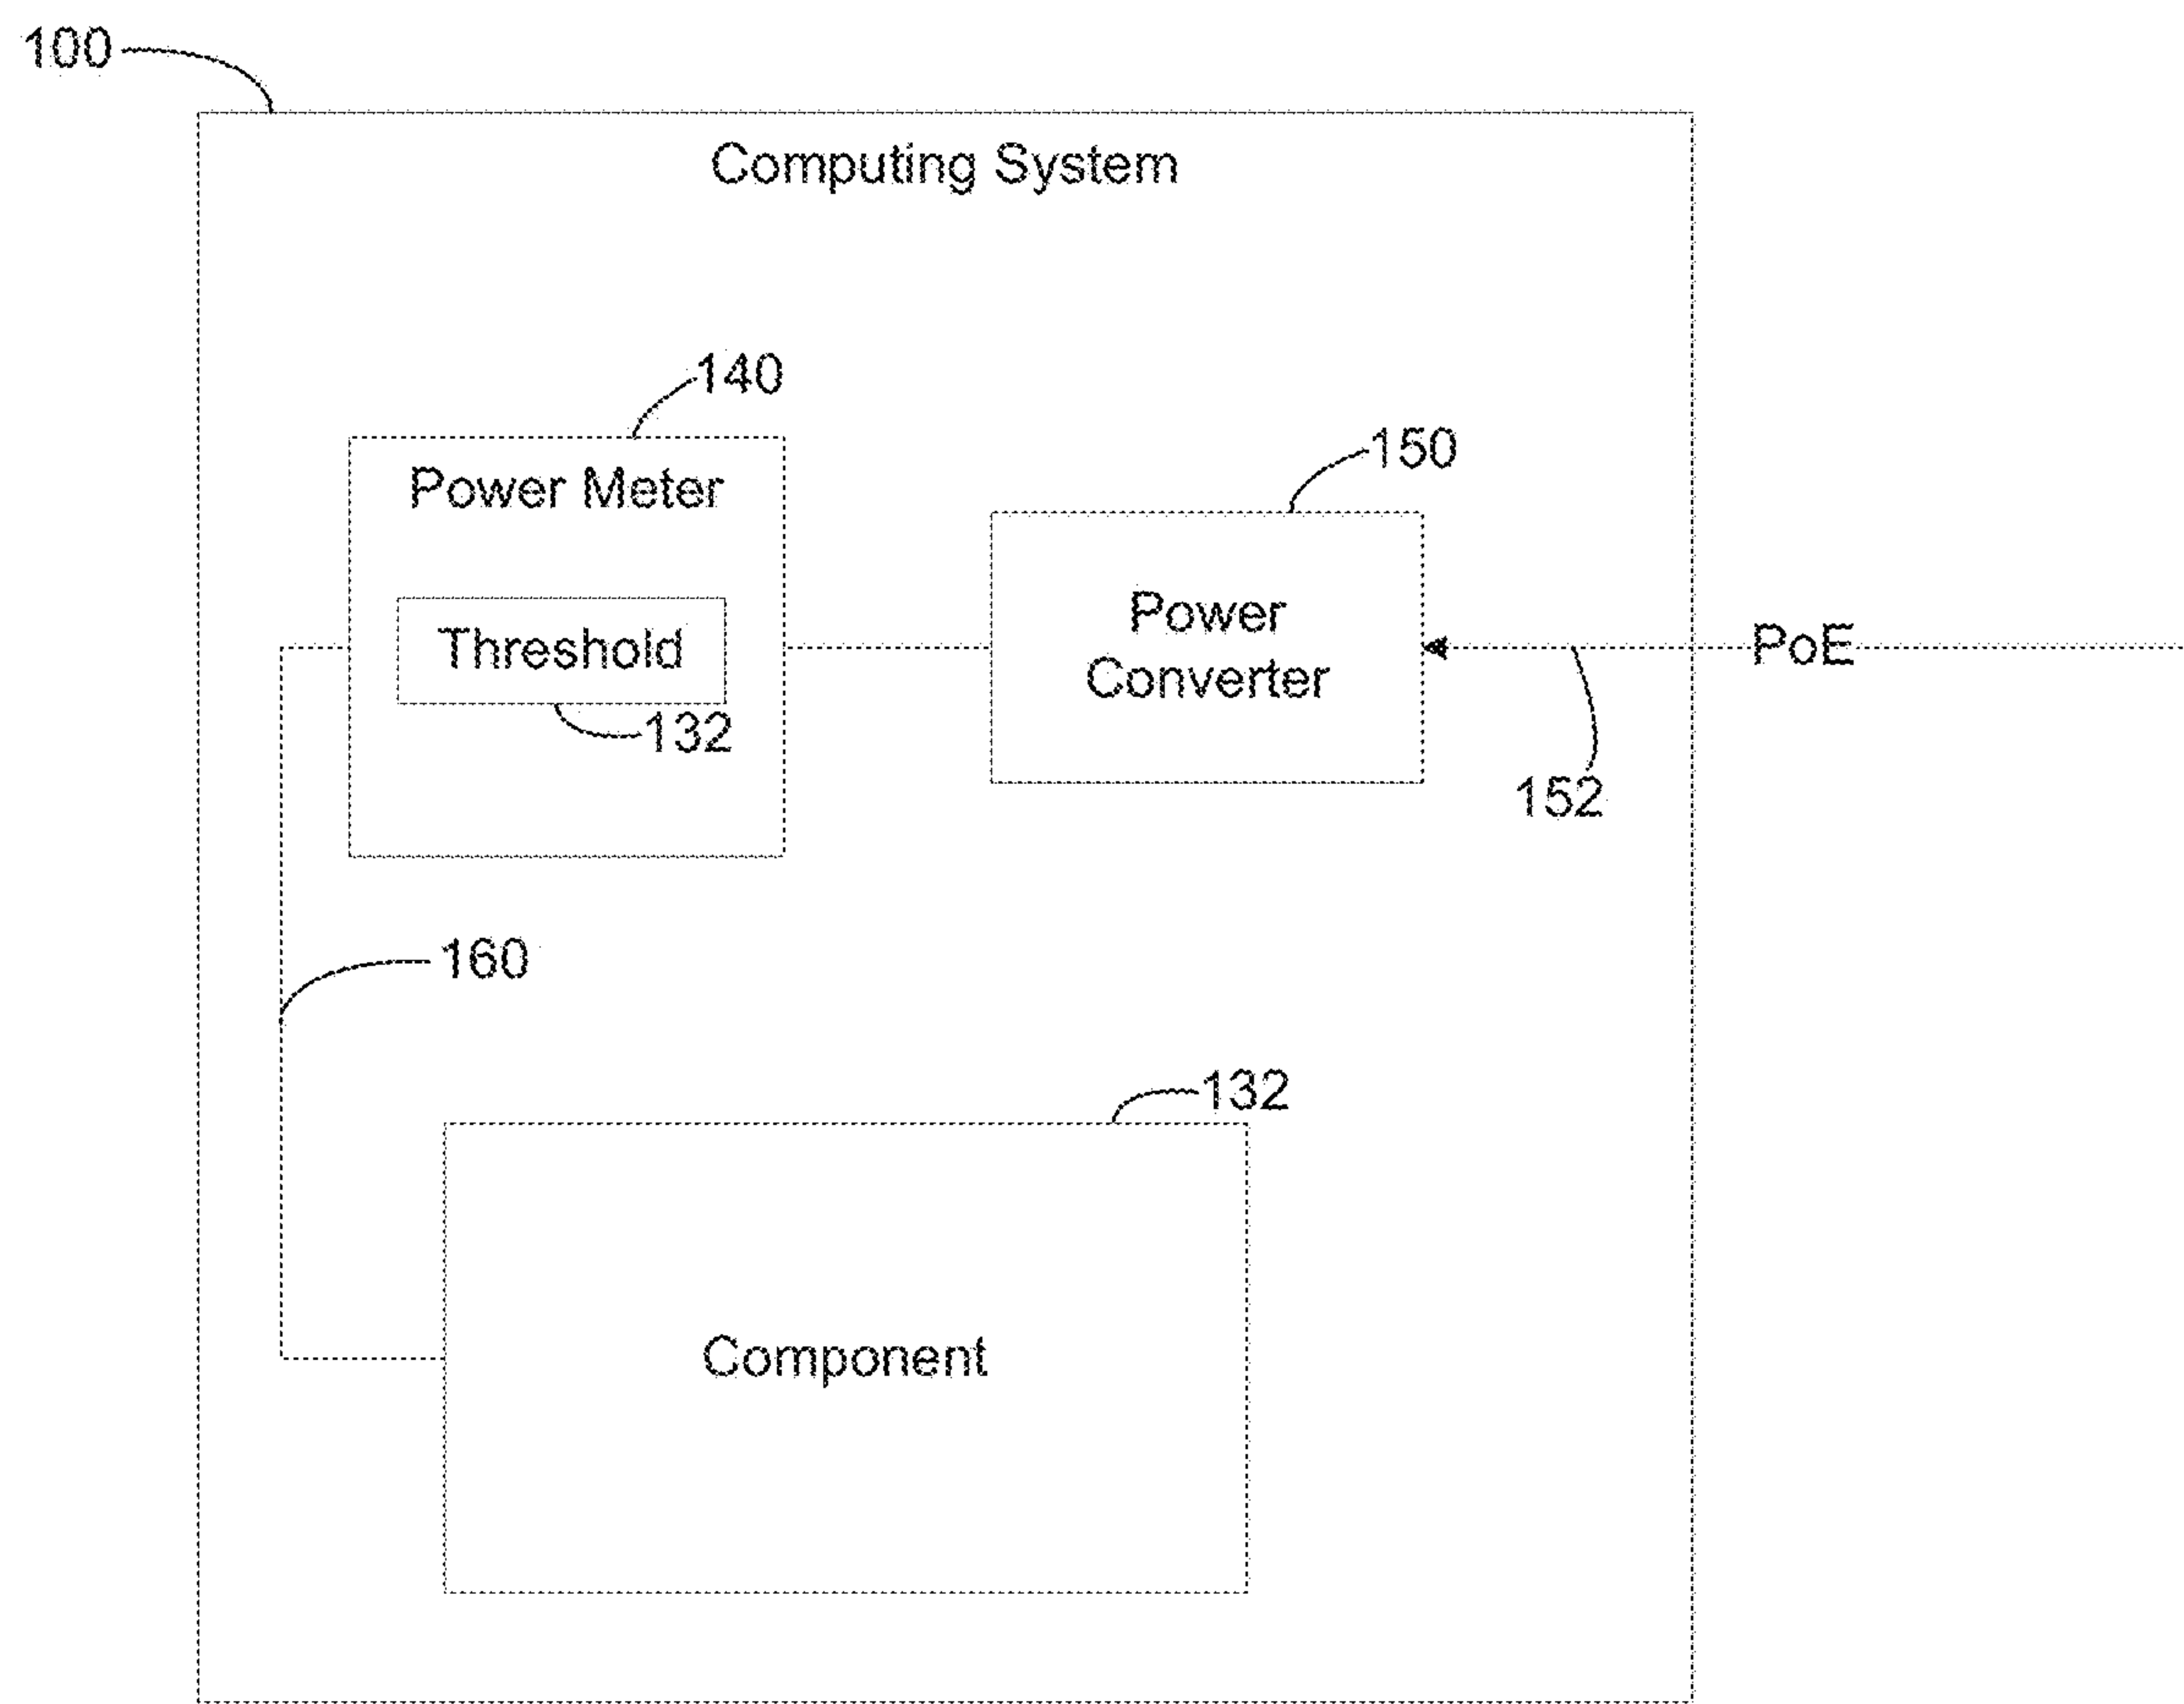 100
Computing System
140
Power Meter
150
Threshold
132
Power
Converter
PoE
152
160
132
Component